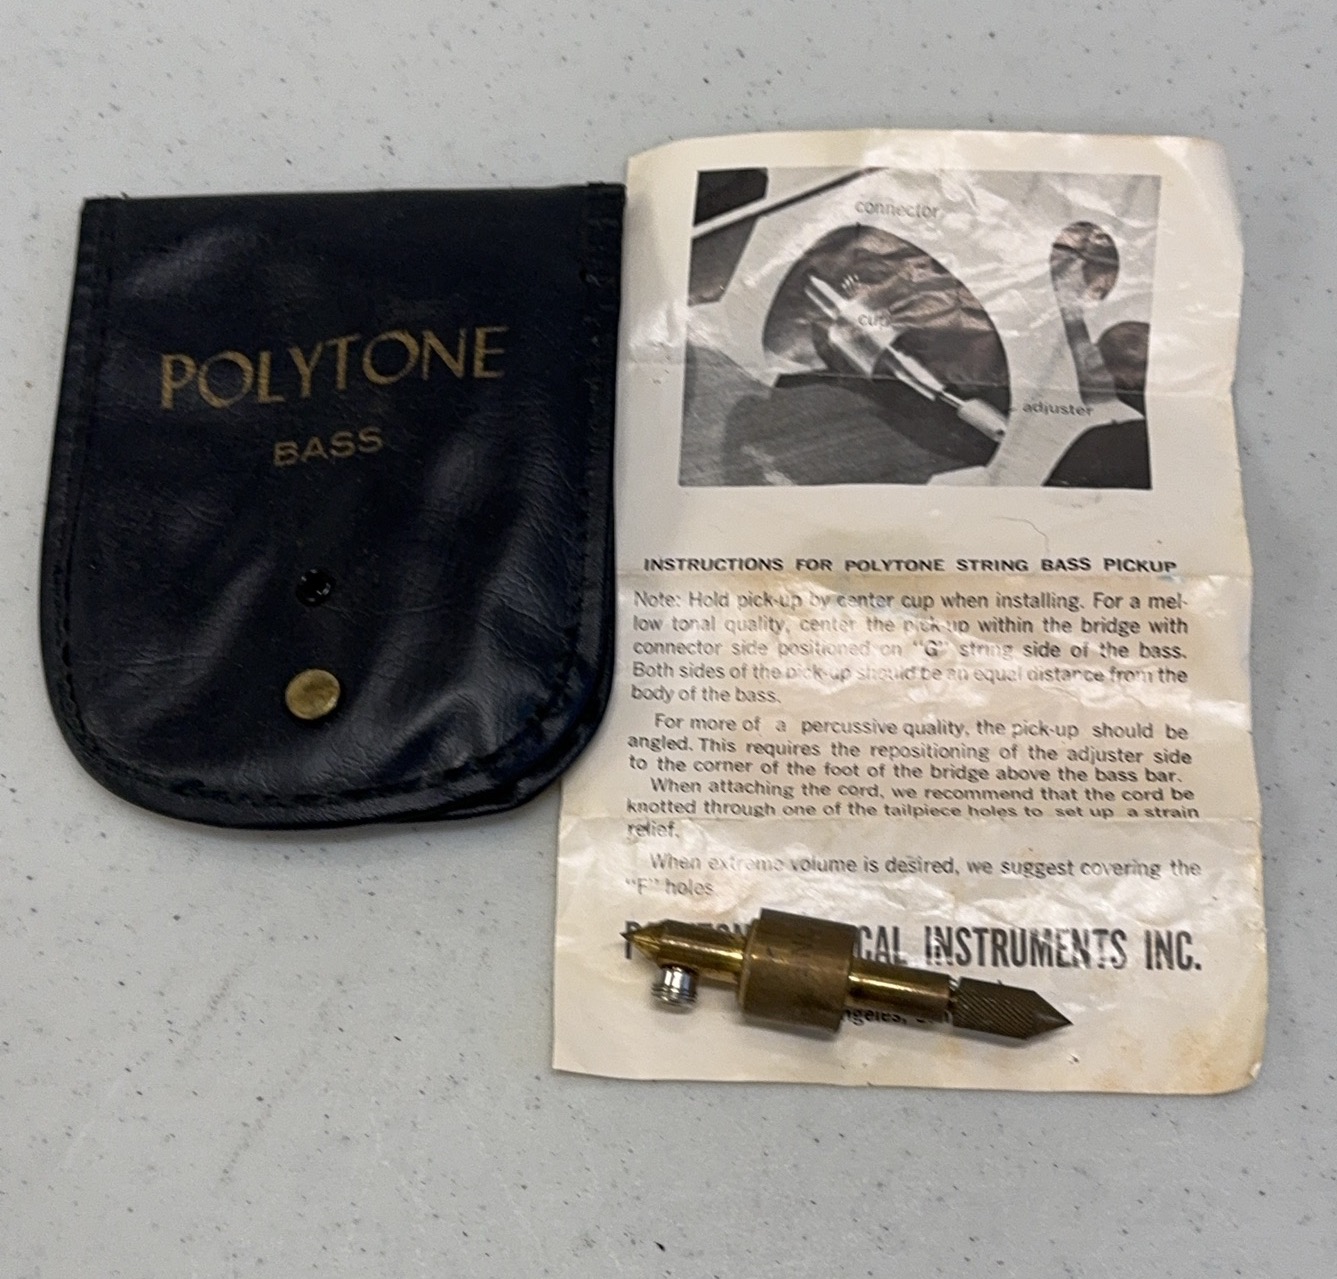 POLYTONE
BASS
connector
cup
adjuster
INSTRUCTIONS FOR POLYTONE STRING BASS PICKUP
Note: Hold pick-up by center cup when installing. For a mel-
low tonal quality, center the pick-up within the bridge with
connector side positioned on "G" string side of the bass.
Both sides of the pick-up should be an equal distance from the
body of the bass.
For more of a percussive quality, the pick-up should be
angled. This requires the repositioning of the adjuster side
to the corner of the foot of the bridge above the bass bar.
When attaching the cord, we recommend that the cord be
knotted through one of the tailpiece holes to set up a strain
relief.
When extreme volume is desired, we suggest covering the
"F" holes
INSTRUMENTS INC.